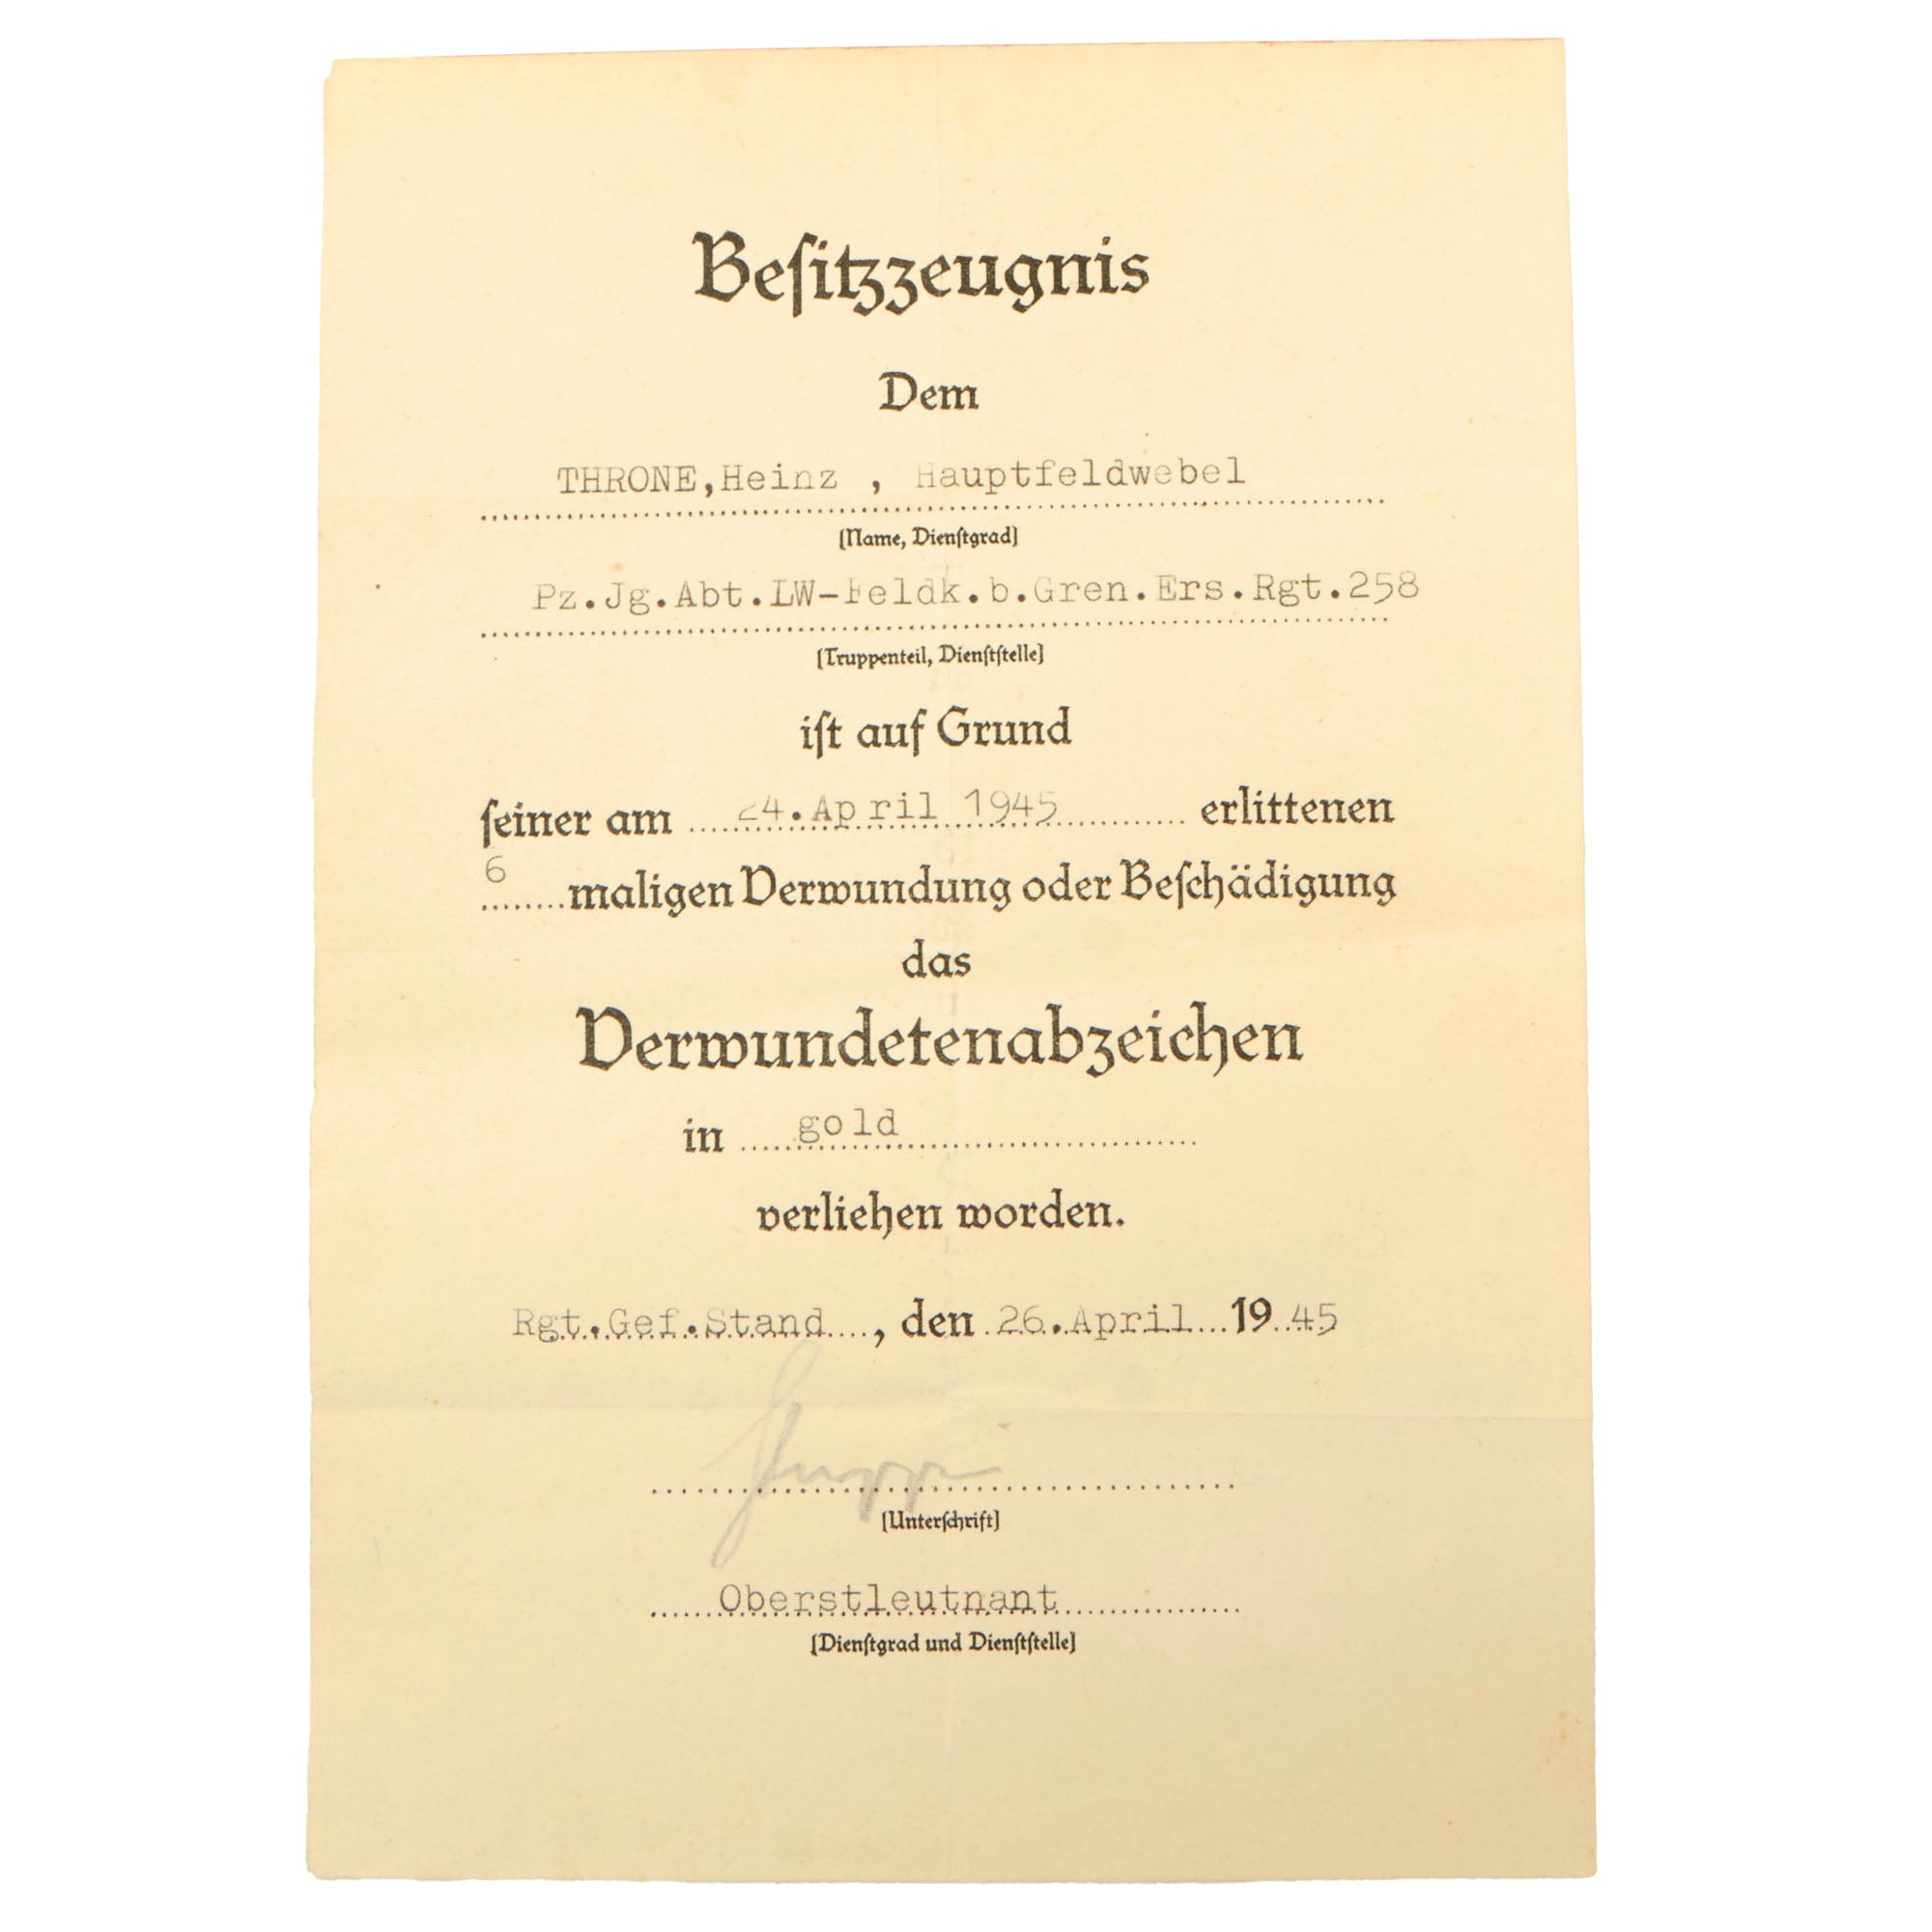 Beſitzzeugnis
Dem
THRONE,Heinz , Hauptfeldwebel
(Name, Dienſtgrad)
Pz.Jg.Abt.LW-Feldk.b.Gren.Ers.Rgt.258
(Truppenteil, Dienſtſtelle)
iſt auf Grund
ſeiner am 24.April 1945 erlittenen
6 maligen Verwundung oder Beſchädigung
das
Verwundetenabzeichen
in gold
verliehen worden.
Rgt.Gef.Stand , den 26.April 19 45
(Unterſchrift)
Oberstleutnant
(Dienſtgrad und Dienſtſtelle)